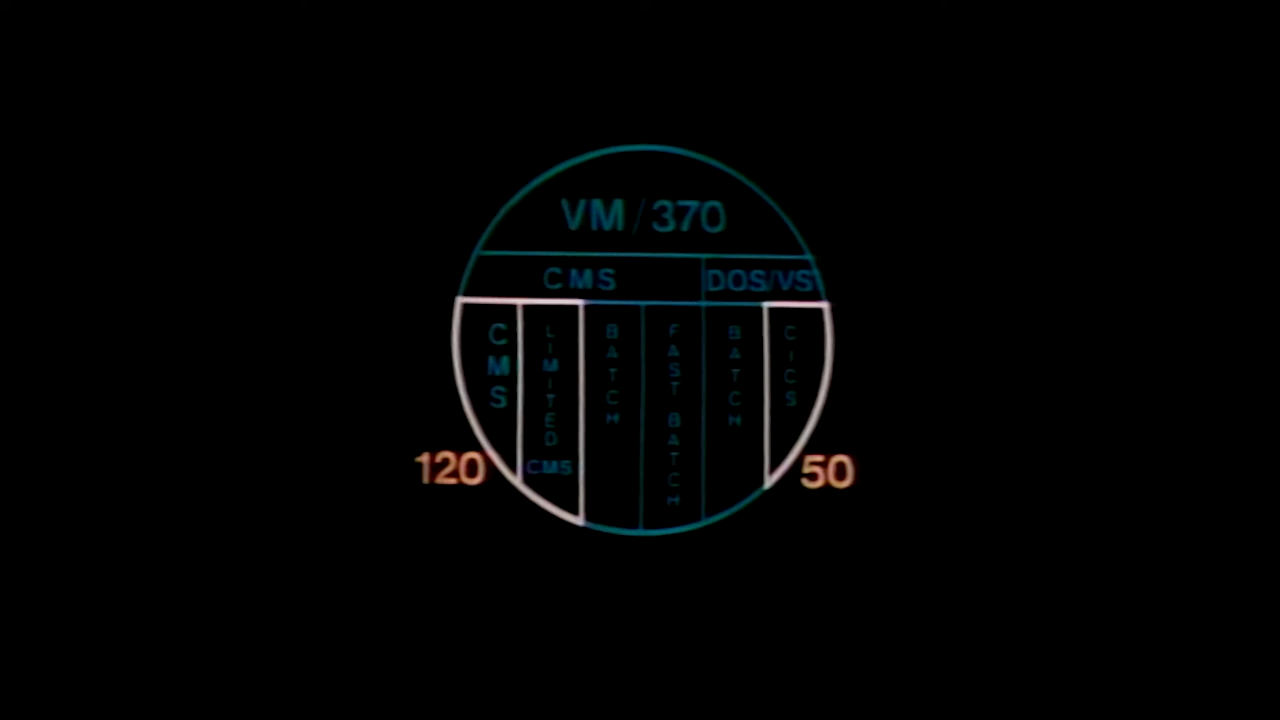 VM/370
CMS
DOS/VS
CMS
LIMITED CMS
BATCH
FAST BATCH
BATCH
CICS
120
50